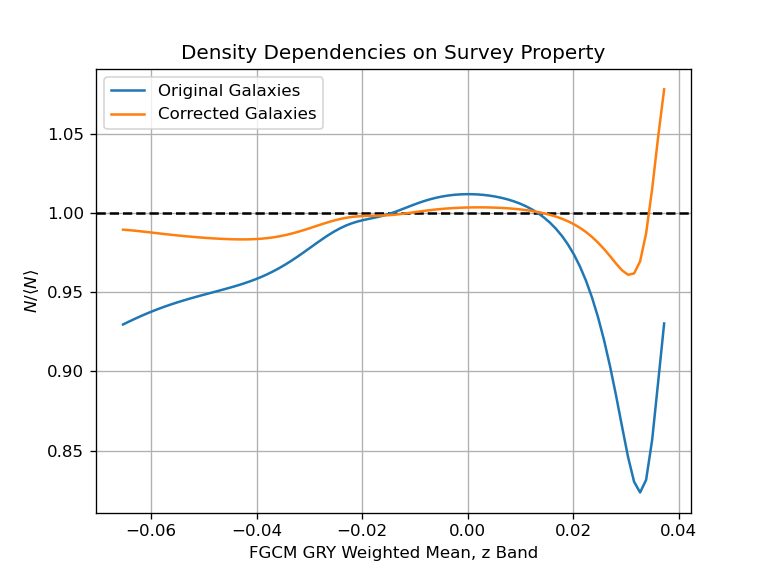 Density Dependencies on Survey Property
Original Galaxies
Corrected Galaxies
1.05
1.00
0.95
0.90
0.85
N/⟨N⟩
−0.06 −0.04 −0.02 0.00 0.02 0.04
FGCM GRY Weighted Mean, z Band